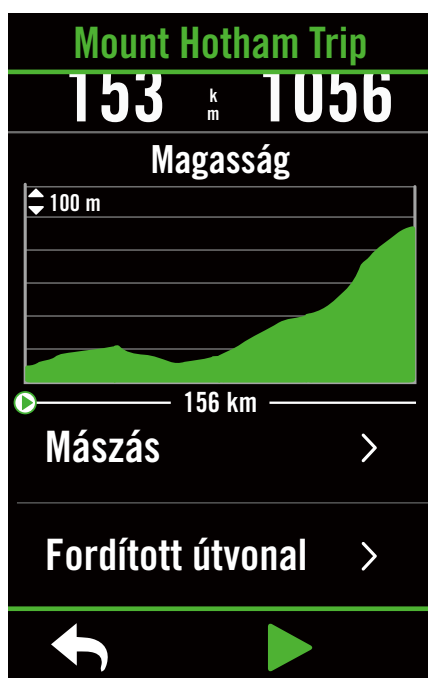 Mount Hotham Trip
153 km 1056
Magasság
100 m
156 km
Mászás
Fordított útvonal